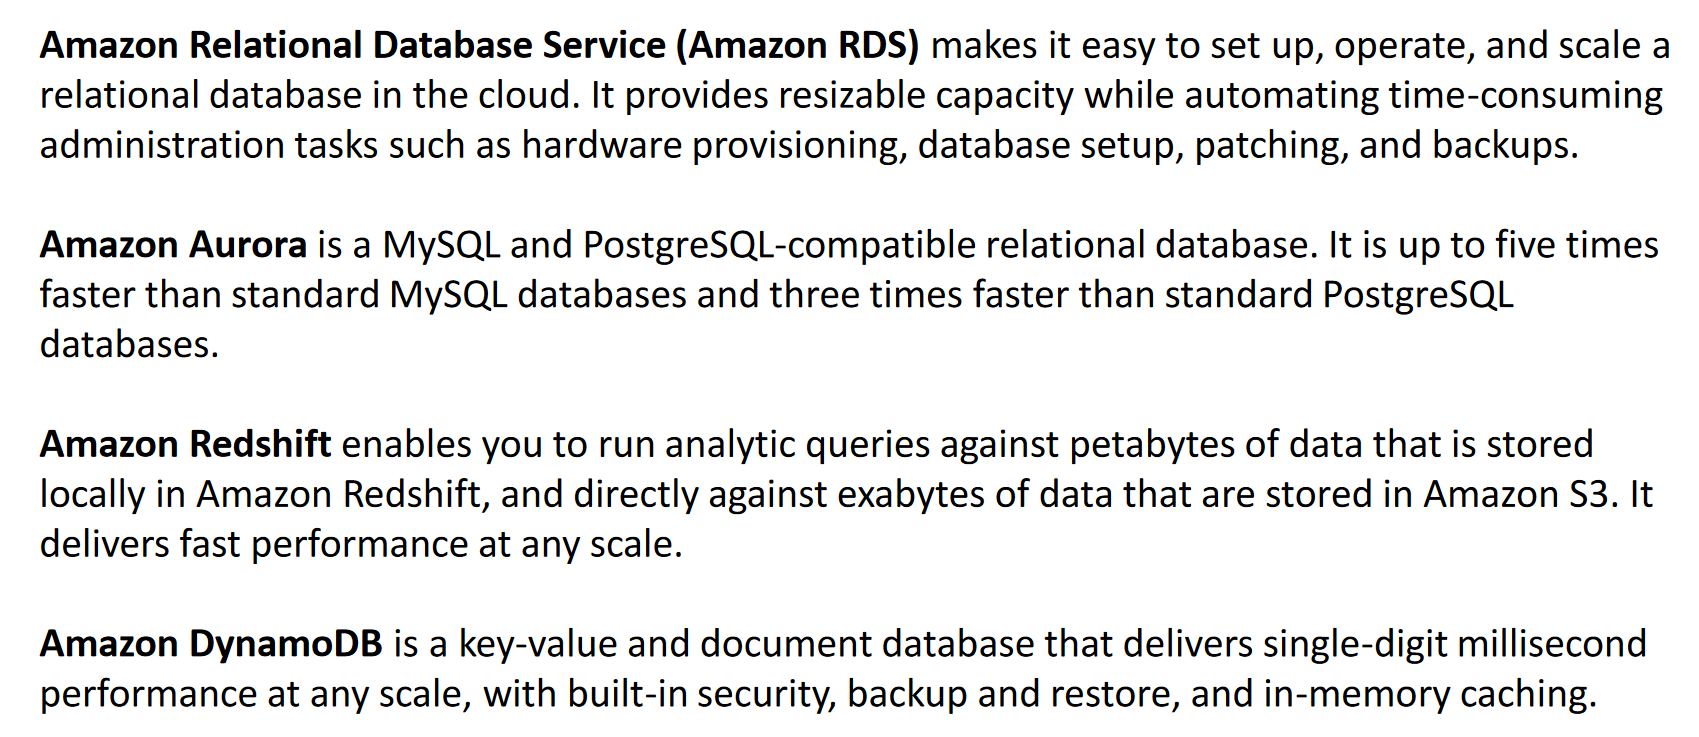 Amazon Relational Database Service (Amazon RDS) makes it easy to set up, operate, and scale a
relational database in the cloud. It provides resizable capacity while automating time-consuming
administration tasks such as hardware provisioning, database setup, patching, and backups.
Amazon Aurora is a MySQL and PostgreSQL-compatible relational database. It is up to five times
faster than standard MySQL databases and three times faster than standard PostgreSQL
databases.
Amazon Redshift enables you to run analytic queries against petabytes of data that is stored
locally in Amazon Redshift, and directly against exabytes of data that are stored in Amazon S3. It
delivers fast performance at any scale.
Amazon DynamoDB is a key-value and document database that delivers single-digit millisecond
performance at any scale, with built-in security, backup and restore, and in-memory caching.